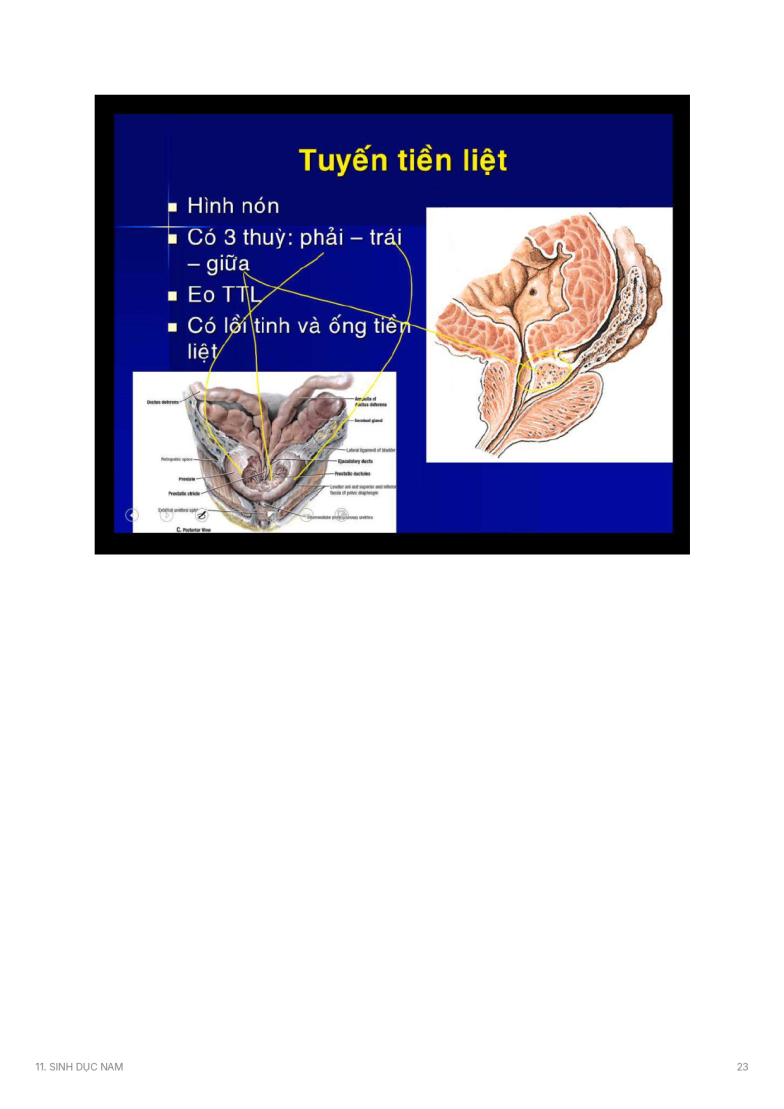 Tuyến tiền liệt
Hình nón
Có 3 thuỳ: phải – trái
– giữa
Eo TTL
Có lồi tinh và ống tiền
liệt
Ductus deferens
Ampulla of
ductus deferens
Seminal gland
Lateral ligament of bladder
Retropubic space
Ejaculatory ducts
Prostate
Prostatic ductules
Prostatic utricle
Levator ani and superior and inferior
fascia of pelvic diaphragm
External urethral
urethra
C. Posterior View
11. SINH DỤC NAM
23